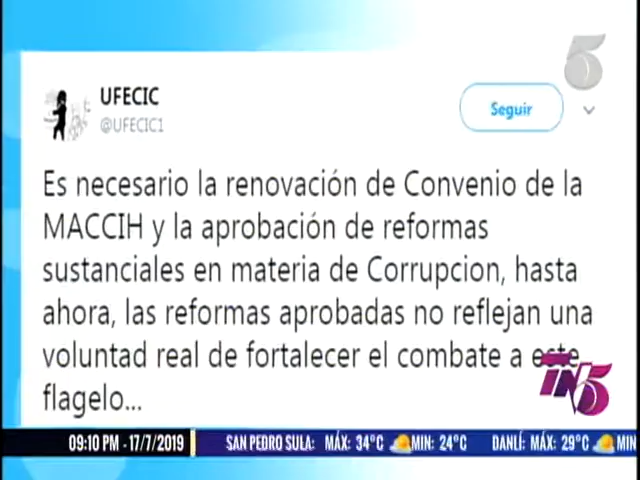 5
UFECIC
@UFECIC1
Seguir
Es necesario la renovación de Convenio de la
MACCIH y la aprobación de reformas
sustanciales en materia de Corrupcion, hasta
ahora, las reformas aprobadas no reflejan una
voluntad real de fortalecer el combate a este
flagelo...
TN5
09:10 PM - 17/7/2019 SAN PEDRO SULA: MÁX: 34°C MIN: 24°C DANLÍ: MÁX: 29°C MIN